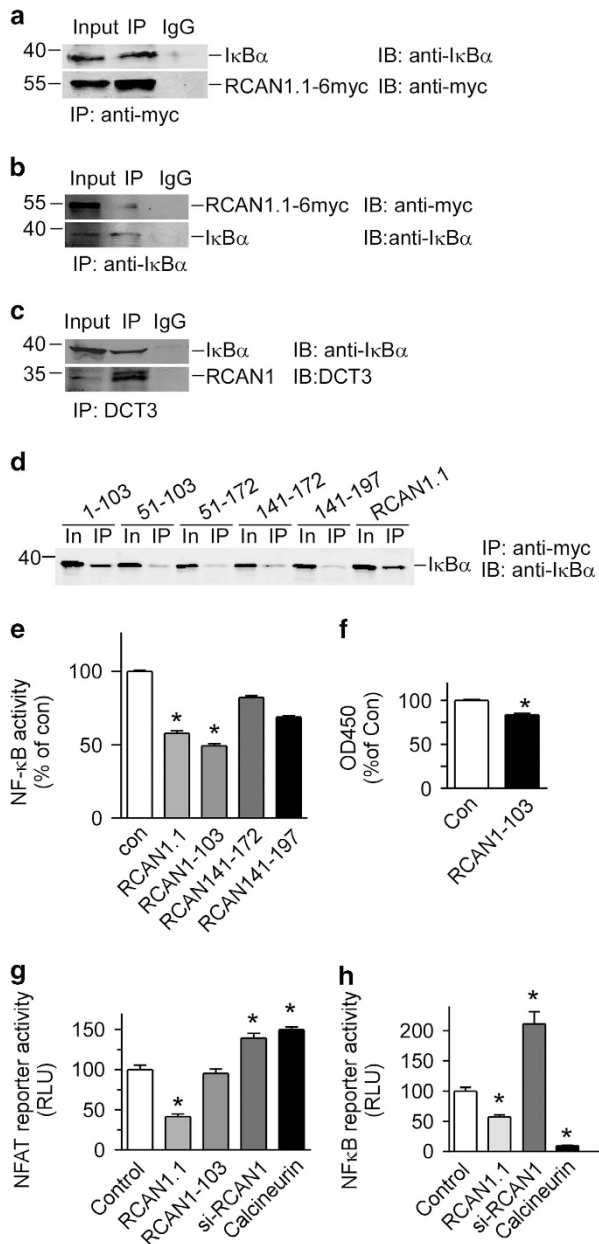 a
Input IP IgG
40
IκBα IB: anti-IκBα
55
RCAN1.1-6myc IB: anti-myc
IP: anti-myc
b
Input IP IgG
55
RCAN1.1-6myc IB: anti-myc
40
IκBα IB:anti-IκBα
IP: anti-IκBα
c
Input IP IgG
40
IκBα IB: anti-IκBα
35
RCAN1 IB:DCT3
IP: DCT3
d
1-103 51-103 51-172 141-172 141-197 RCAN1.1
In IP In IP In IP In IP In IP In IP
40
IκBα
IP: anti-myc
IB: anti-IκBα
e
NF-κB activity
(% of con)
100
50
0
* *
con RCAN1.1 RCAN1-103 RCAN141-172 RCAN141-197
f
OD450
(%of Con)
100
50
0
*
Con RCAN1-103
g
NFAT reporter activity
(RLU)
150
100
50
0
* * *
Control RCAN1.1 RCAN1-103 si-RCAN1 Calcineurin
h
NFκB reporter activity
(RLU)
200
150
100
50
0
* * *
Control RCAN1.1 si-RCAN1 Calcineurin